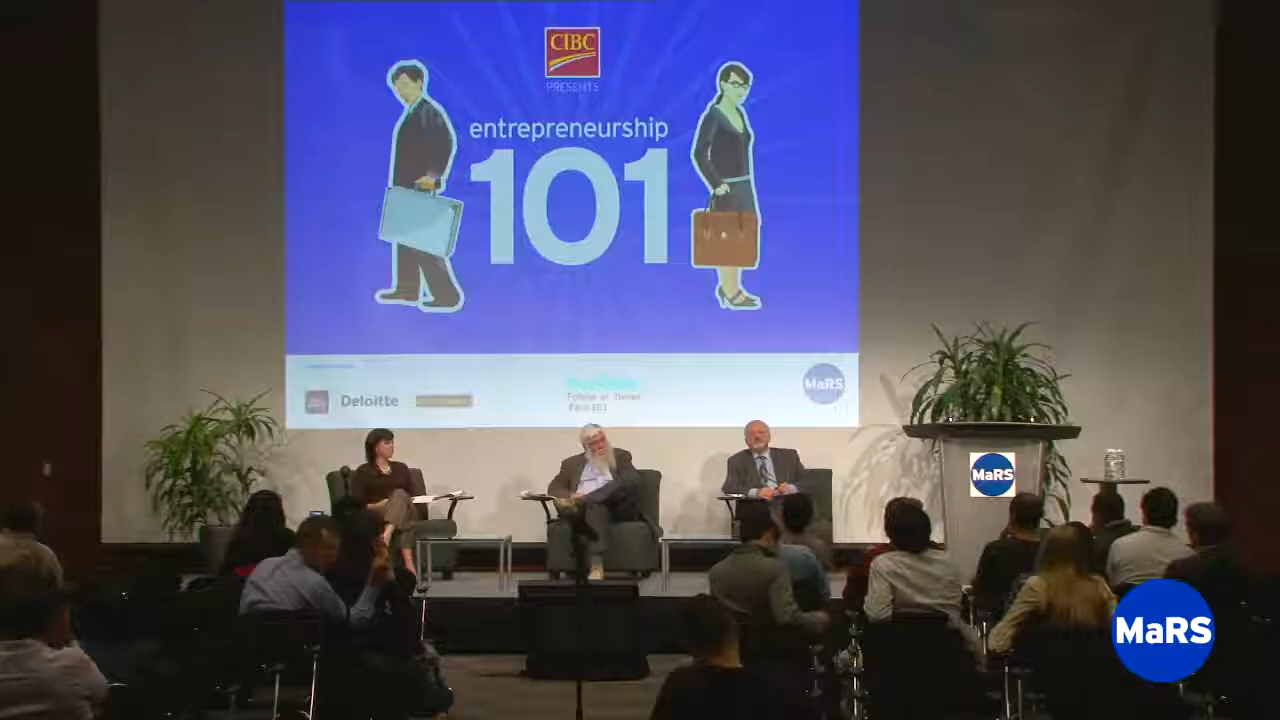 CIBC
PRESENTS
entrepreneurship
101
Deloitte
MaRS
MaRS
MaRS